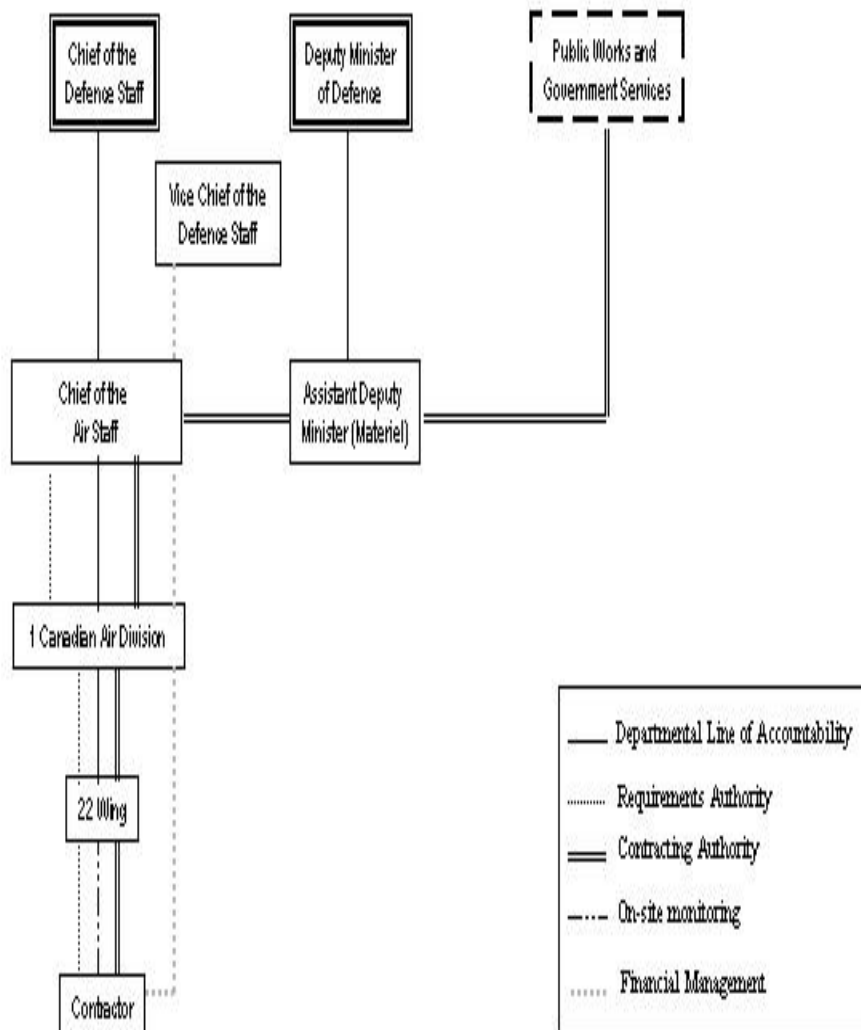 Chief of the
Defence Staff
Deputy Minister
of Defence
Public Works and
Government Services
Vice Chief of the
Defence Staff
Chief of the
Air Staff
Assistant Deputy
Minister (Materiel)
1 Canadian Air Division
22 Wing
Contractor
Departmental Line of Accountability
Requirements Authority
Contracting Authority
On-site monitoring
Financial Management